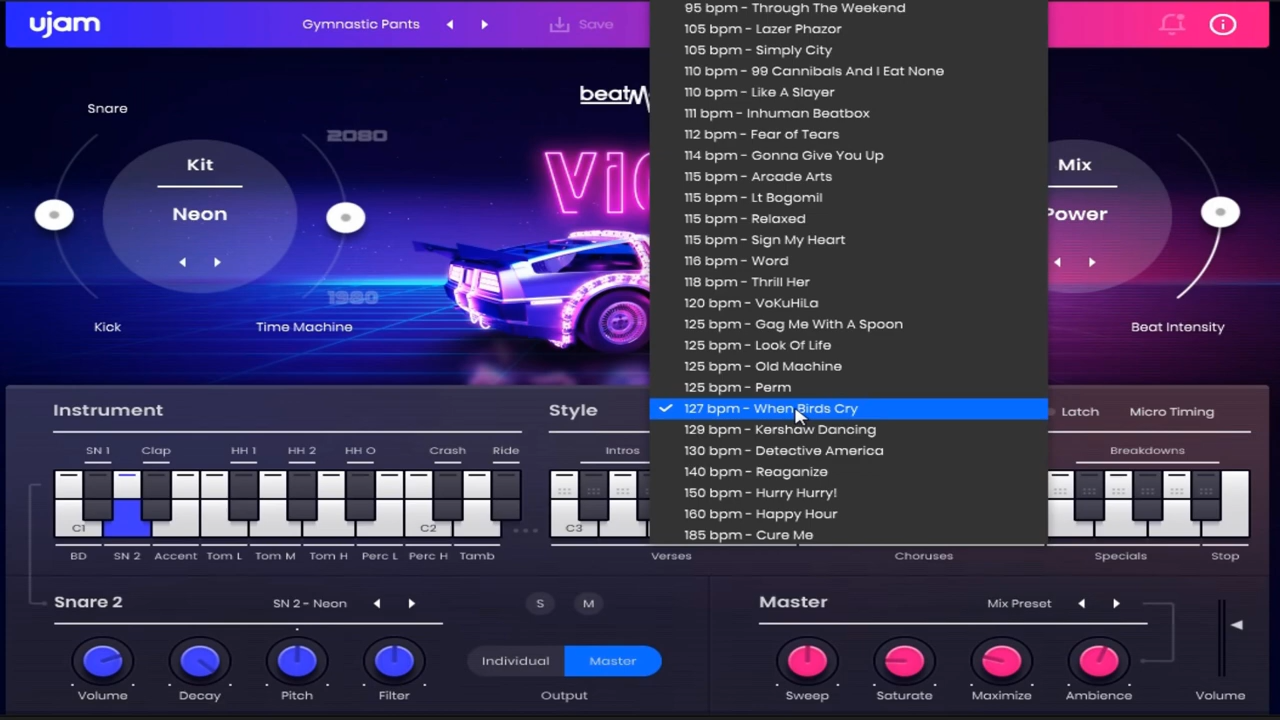 ujam
Gymnastic Pants
Save
Snare
Kit
Neon
Kick
Time Machine
2080
1980
beat
VIC
95 bpm - Through The Weekend
105 bpm - Lazer Phazor
105 bpm - Simply City
110 bpm - 99 Cannibals And I Eat None
110 bpm - Like A Slayer
111 bpm - Inhuman Beatbox
112 bpm - Fear of Tears
114 bpm - Gonna Give You Up
115 bpm - Arcade Arts
115 bpm - Lt Bogomil
115 bpm - Relaxed
115 bpm - Sign My Heart
116 bpm - Word
118 bpm - Thrill Her
120 bpm - VoKuHiLa
125 bpm - Gag Me With A Spoon
125 bpm - Look Of Life
125 bpm - Old Machine
125 bpm - Perm
127 bpm - When Birds Cry
129 bpm - Kershaw Dancing
130 bpm - Detective America
140 bpm - Reaganize
150 bpm - Hurry Hurry!
160 bpm - Happy Hour
185 bpm - Cure Me
Mix
Power
Beat Intensity
Instrument
SN 1 Clap HH 1 HH 2 HH O Crash Ride
C1 C2
BD SN 2 Accent Tom L Tom M Tom H Perc L Perc H Tamb
Style
Intros
C3
Verses Choruses
Latch Micro Timing
Breakdowns
Specials Stop
Snare 2 SN 2 - Neon S M
Volume Decay Pitch Filter
Individual Master
Output
Master Mix Preset
Sweep Saturate Maximize Ambience Volume